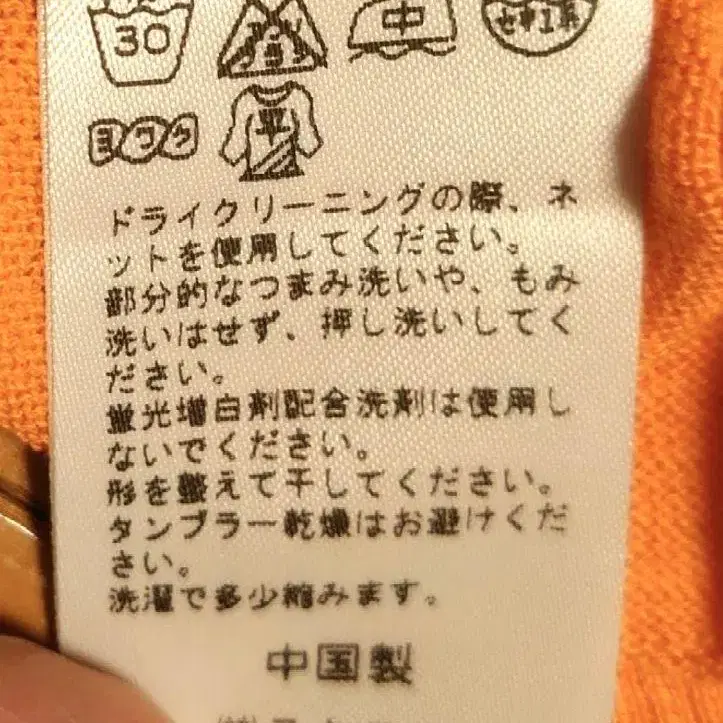 30
中
セキユ系
ヨワク
平
ドライクリーニングの際、ネ
ットを使用してください。
部分的なつまみ洗いや、もみ
洗いはせず、押し洗いしてく
ださい。
蛍光増白剤配合洗剤は使用し
ないでください。
形を整えて干してください。
タンブラー乾燥はお避けくだ
さい。
洗濯で多少縮みます。
中国製